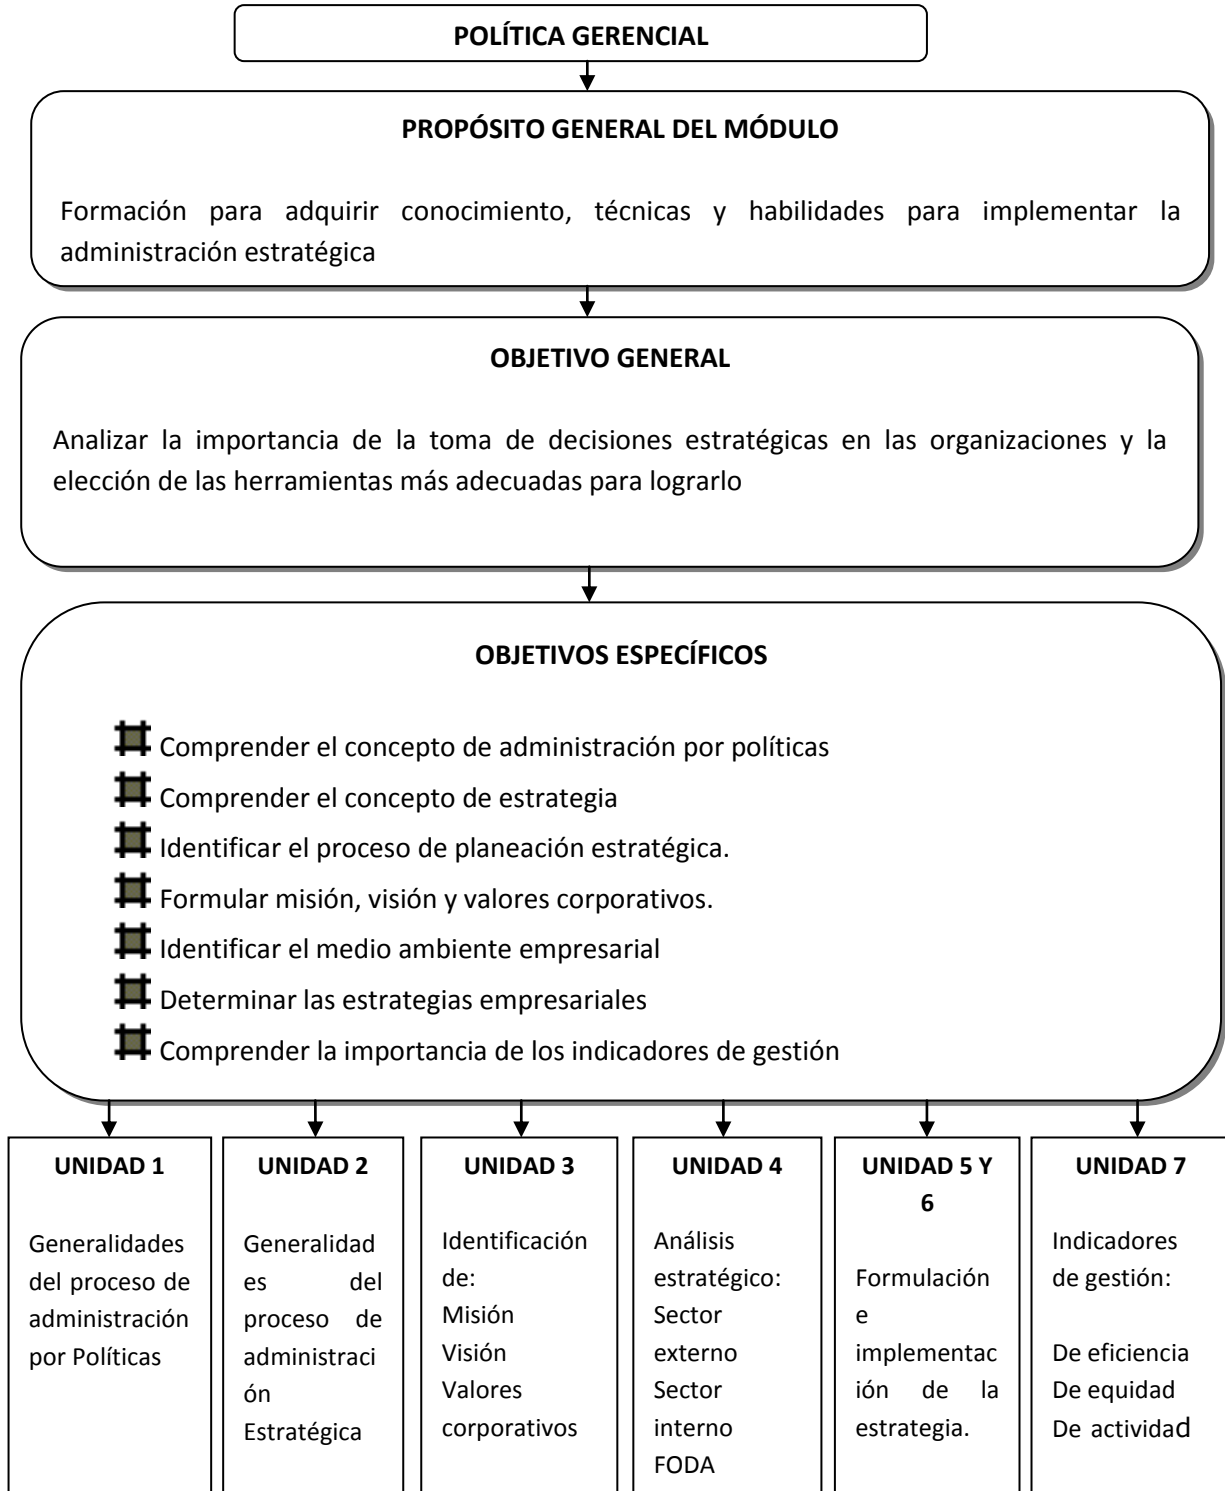 POLÍTICA GERENCIAL
PROPÓSITO GENERAL DEL MÓDULO
Formación para adquirir conocimiento, técnicas y habilidades para implementar la
administración estratégica
OBJETIVO GENERAL
Analizar la importancia de la toma de decisiones estratégicas en las organizaciones y la
elección de las herramientas más adecuadas para lograrlo
OBJETIVOS ESPECÍFICOS
Comprender el concepto de administración por políticas
Comprender el concepto de estrategia
Identificar el proceso de planeación estratégica.
Formular misión, visión y valores corporativos.
Identificar el medio ambiente empresarial
Determinar las estrategias empresariales
Comprender la importancia de los indicadores de gestión
UNIDAD 1
Generalidades
del proceso de
administración
por Políticas
UNIDAD 2
Generalidad
es del
proceso de
administraci
ón
Estratégica
UNIDAD 3
Identificación
de:
Misión
Visión
Valores
corporativos
UNIDAD 4
Análisis
estratégico:
Sector
externo
Sector
interno
FODA
UNIDAD 5 Y
6
Formulación
e
implementac
ión de la
estrategia.
UNIDAD 7
Indicadores
de gestión:
De eficiencia
De equidad
De actividad